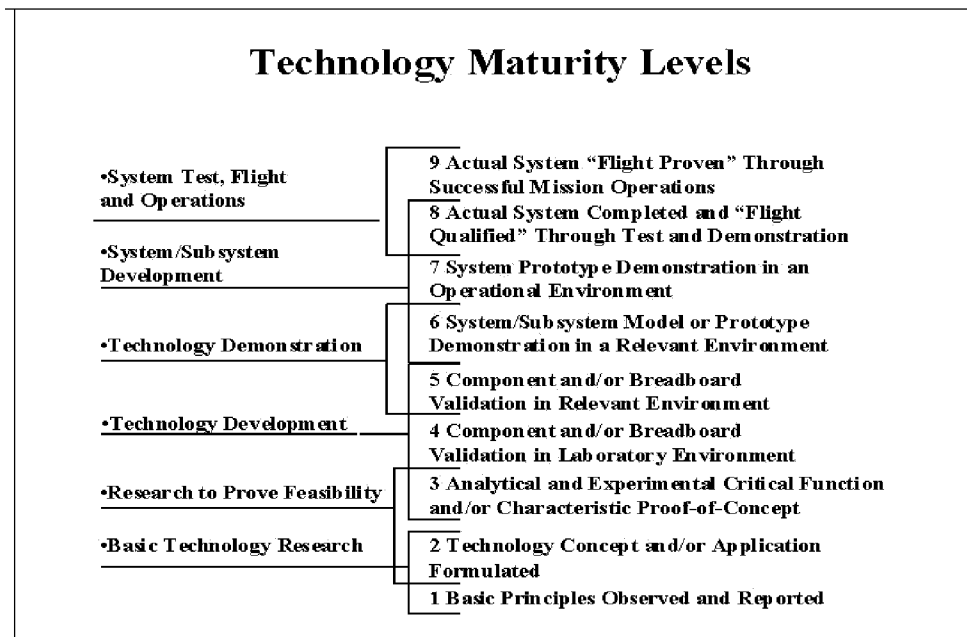 Technology Maturity Levels
•System Test, Flight
and Operations
•System/Subsystem
Development
•Technology Demonstration
•Technology Development
•Research to Prove Feasibility
•Basic Technology Research
9 Actual System “Flight Proven” Through
Successful Mission Operations
8 Actual System Completed and “Flight
Qualified” Through Test and Demonstration
7 System Prototype Demonstration in an
Operational Environment
6 System/Subsystem Model or Prototype
Demonstration in a Relevant Environment
5 Component and/or Breadboard
Validation in Relevant Environment
4 Component and/or Breadboard
Validation in Laboratory Environment
3 Analytical and Experimental Critical Function
and/or Characteristic Proof-of-Concept
2 Technology Concept and/or Application
Formulated
1 Basic Principles Observed and Reported